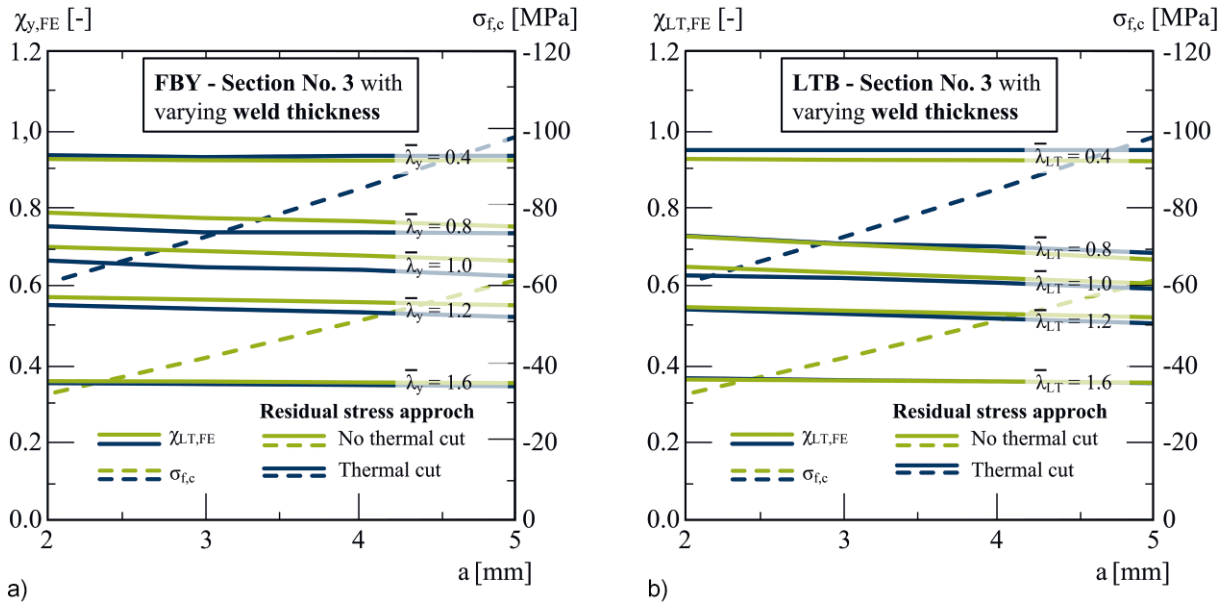 χy,FE [-]
σf,c [MPa]
1.2
1.0
0.8
0.6
0.4
0.2
0.0
-120
-100
-80
-60
-40
-20
0
FBY - Section No. 3 with
varying weld thickness
λ̅y = 0.4
λ̅y = 0.8
λ̅y = 1.0
λ̅y = 1.2
λ̅y = 1.6
Residual stress approch
χLT,FE
No thermal cut
σf,c
Thermal cut
2
3
4
5
a [mm]
a)
χLT,FE [-]
σf,c [MPa]
1.2
1.0
0.8
0.6
0.4
0.2
0.0
-120
-100
-80
-60
-40
-20
0
LTB - Section No. 3 with
varying weld thickness
λ̅LT = 0.4
λ̅LT = 0.8
λ̅LT = 1.0
λ̅LT = 1.2
λ̅LT = 1.6
Residual stress approch
χLT,FE
No thermal cut
σf,c
Thermal cut
2
3
4
5
a [mm]
b)